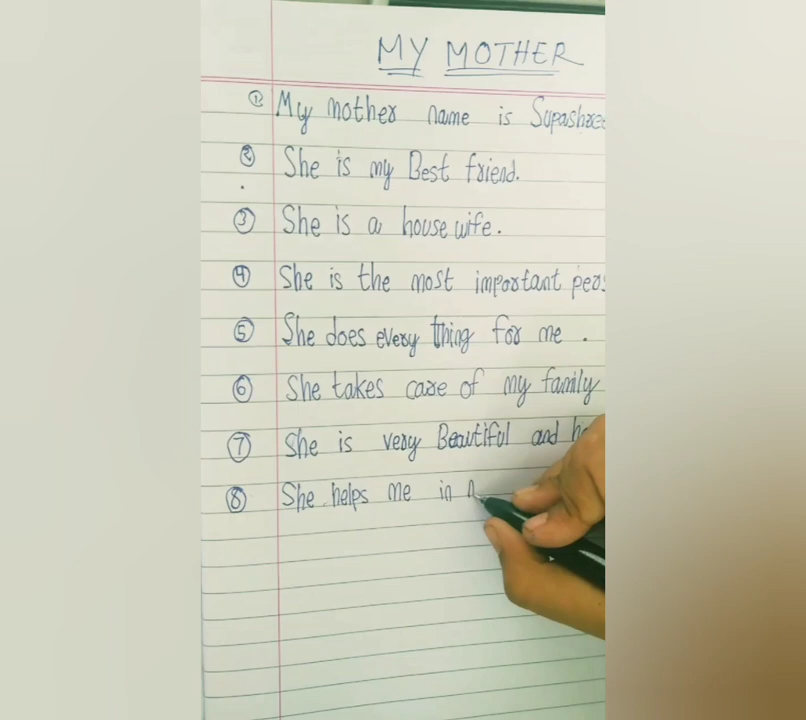 MY MOTHER
① My mother name is Supashree
② She is my Best friend.
③ She is a house wife.
④ She is the most important
⑤ She does every thing for me .
⑥ She takes care of my family
⑦ She is very Beautiful and
⑧ She helps me in